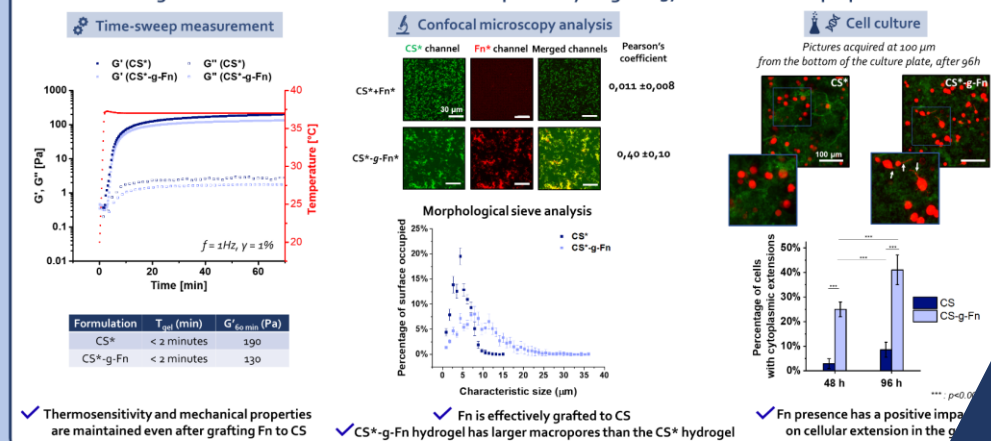 Time-sweep measurement
G' (CS*) G'' (CS*)
G' (CS*-g-Fn) G'' (CS*-g-Fn)
G', G'' [Pa]
1000
100
10
1
0.1
0.01
40
35
30
25
20
Temperature [°C]
f = 1Hz, γ = 1%
0 20 40 60
Time [min]
Formulation Tgel (min) G'60 min (Pa)
CS* < 2 minutes 190
CS*-g-Fn < 2 minutes 130
Thermosensitivity and mechanical properties
are maintained even after grafting Fn to CS
Confocal microscopy analysis
CS* channel Fn* channel Merged channels Pearson's
coefficient
CS*+Fn* 30 µm 0,011 ±0,008
CS*-g-Fn* 0,40 ±0,10
Morphological sieve analysis
Percentage of surface occupied
25%
20%
15%
10%
5%
0%
CS*
CS*-g-Fn
0 5 10 15 20 25 30 35 40
Characteristic size (µm)
Fn is effectively grafted to CS
CS*-g-Fn hydrogel has larger macropores than the CS* hydrogel
Cell culture
Pictures acquired at 100 µm
from the bottom of the culture plate, after 96h
CS* CS*-g-Fn
100 µm
Percentage of cells
with cytoplasmic extensions
50%
40%
30%
20%
10%
0%
***
***
***
***
***
CS
CS-g-Fn
48 h 96 h
*** : p<0.00
Fn presence has a positive
on cellular extension in the